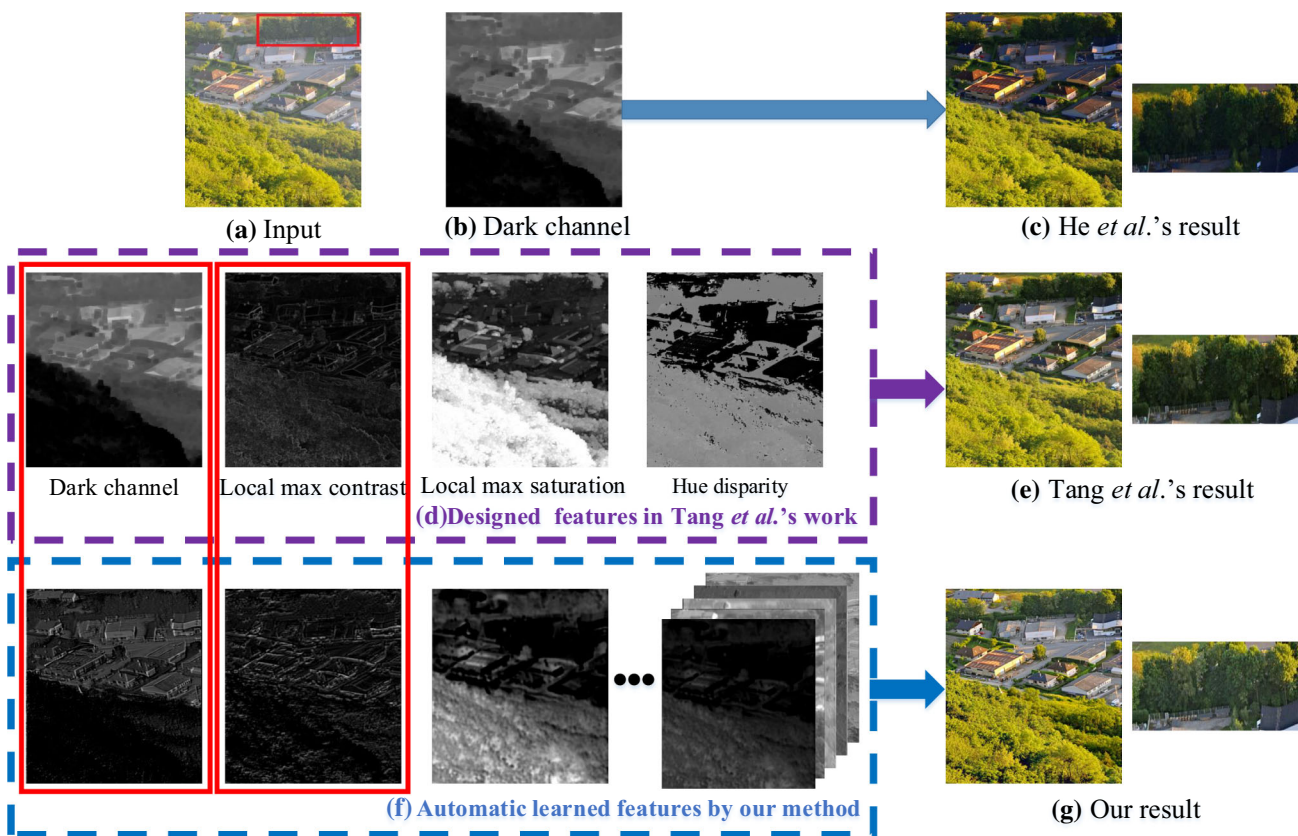 (a) Input
(b) Dark channel
(c) He et al.'s result
Dark channel
Local max contrast
Local max saturation
Hue disparity
(d)Designed features in Tang et al.'s work
(e) Tang et al.'s result
(f) Automatic learned features by our method
(g) Our result